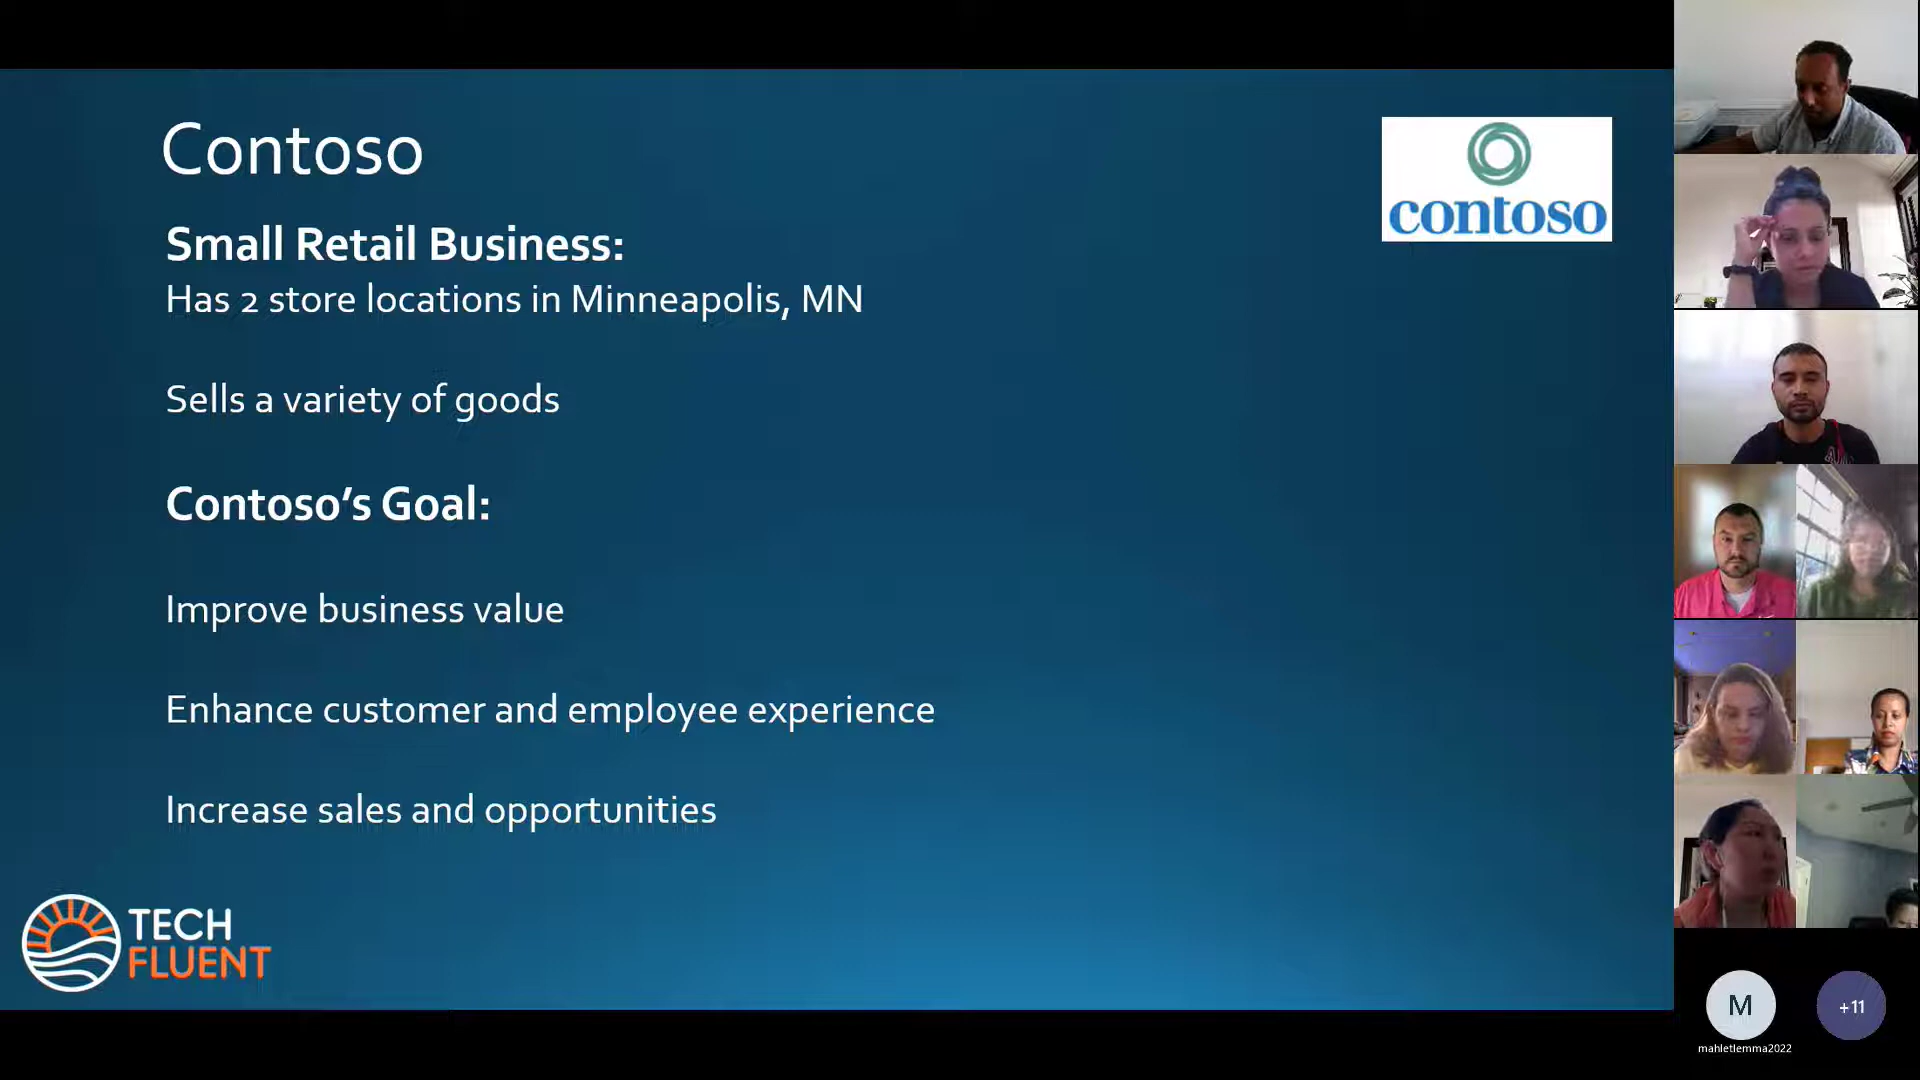 Contoso
contoso
Small Retail Business:
Has 2 store locations in Minneapolis, MN
Sells a variety of goods
Contoso’s Goal:
Improve business value
Enhance customer and employee experience
Increase sales and opportunities
TECH
FLUENT
M
+11
mahletlemma2022